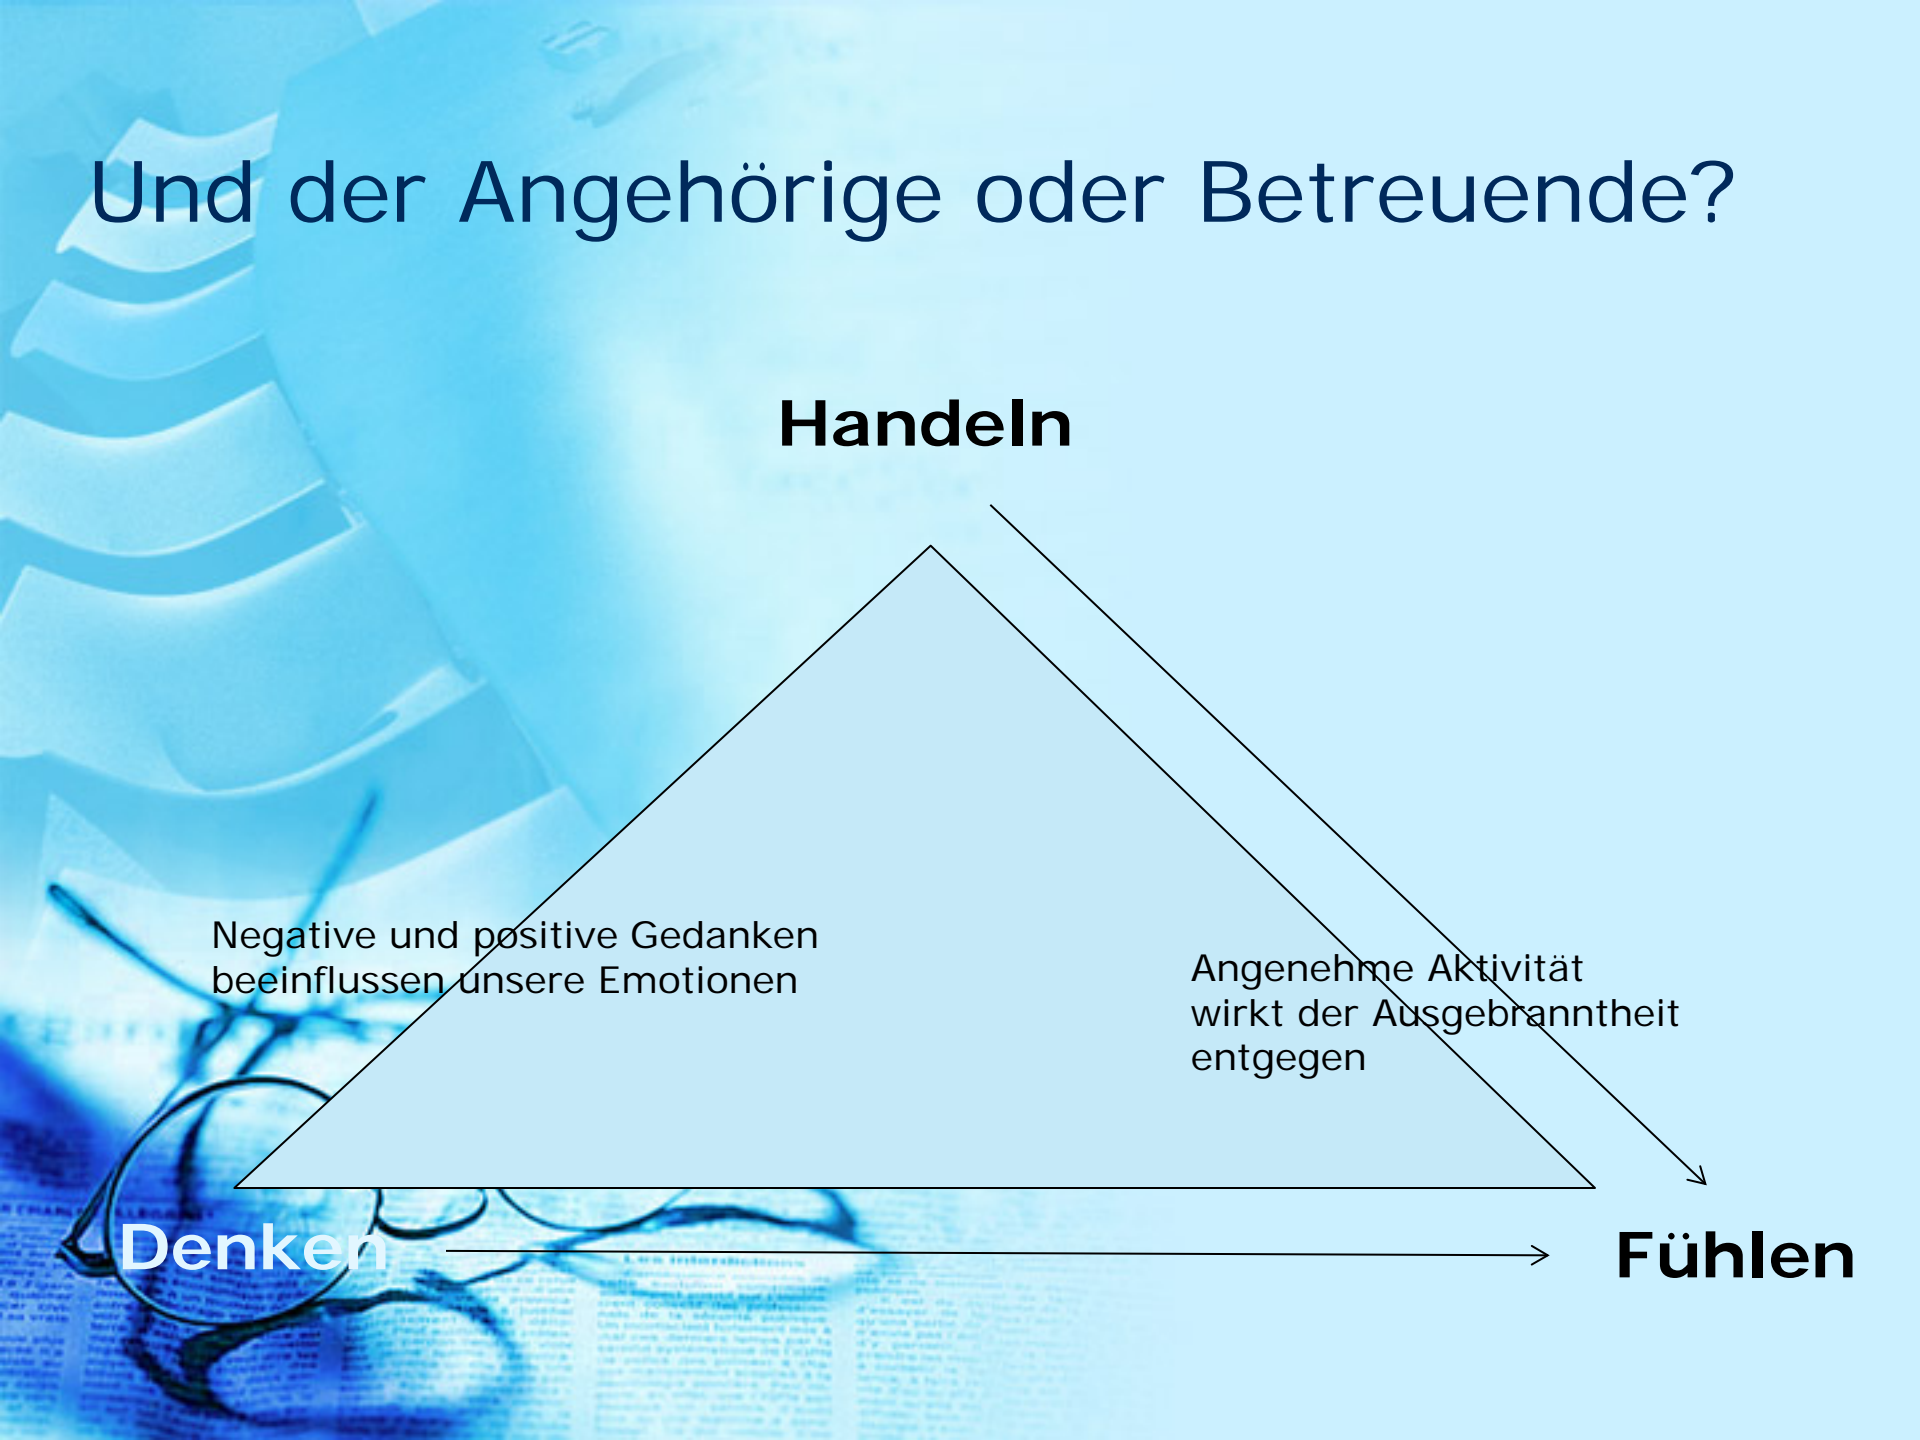 Und der Angehörige oder Betreuende?
Handeln
Negative und positive Gedanken
beeinflussen unsere Emotionen
Angenehme Aktivität
wirkt der Ausgebranntheit
entgegen
Denken
Fühlen